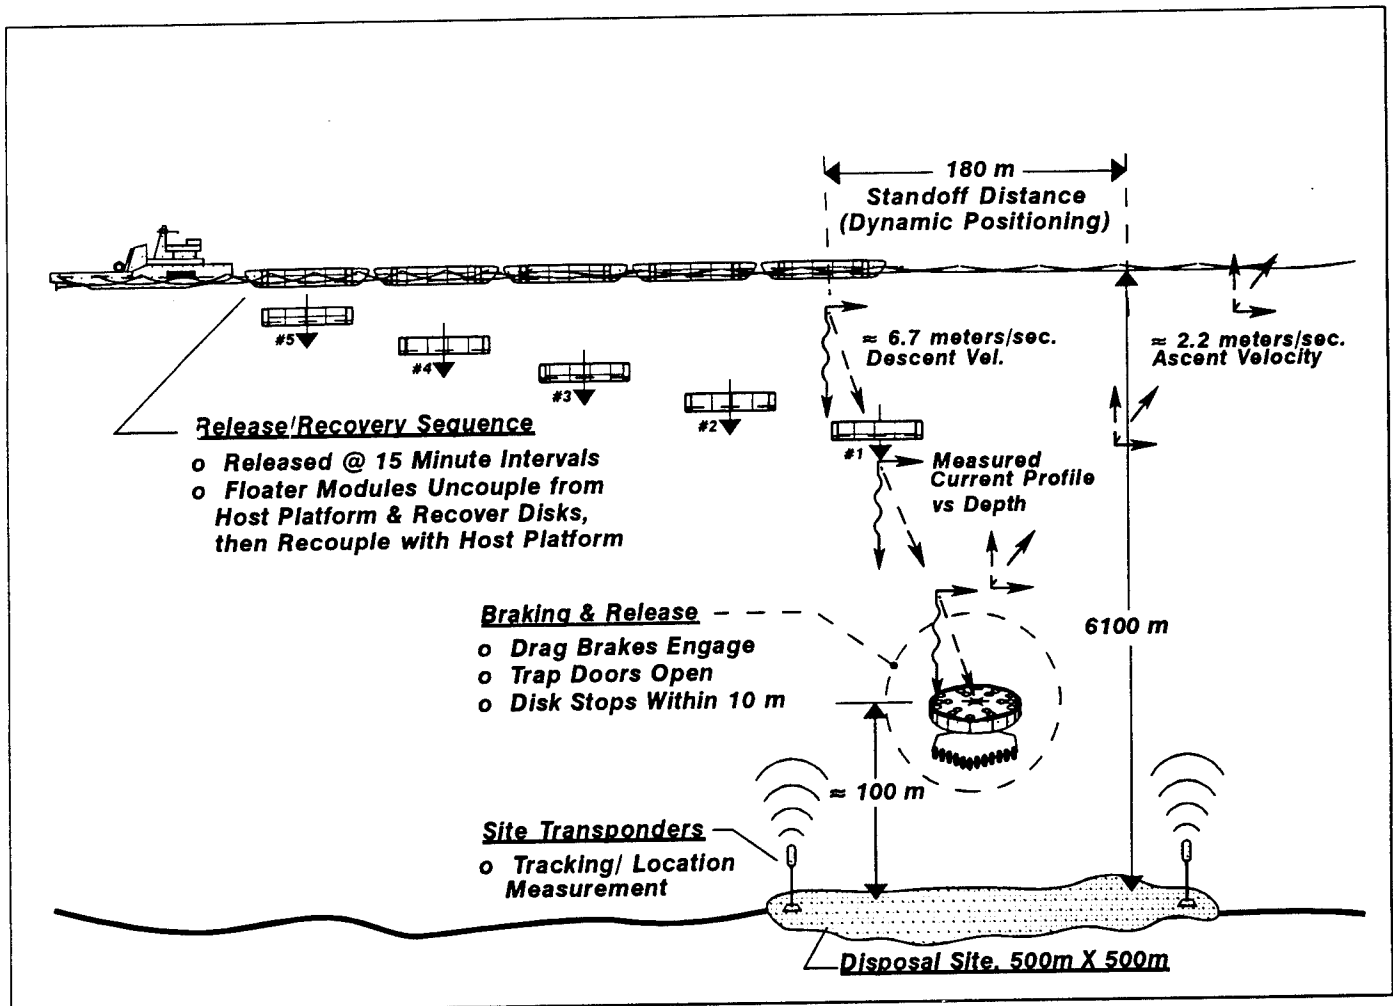 180 m
Standoff Distance
(Dynamic Positioning)
≈ 6.7 meters/sec.
Descent Vel.
≈ 2.2 meters/sec.
Ascent Velocity
#5
#4
#3
#2
#1
Release/Recovery Sequence
o Released @ 15 Minute Intervals
o Floater Modules Uncouple from
Host Platform & Recover Disks,
then Recouple with Host Platform
Measured
Current Profile
vs Depth
Braking & Release
o Drag Brakes Engage
o Trap Doors Open
o Disk Stops Within 10 m
6100 m
≈ 100 m
Site Transponders
o Tracking/ Location
Measurement
Disposal Site, 500m X 500m